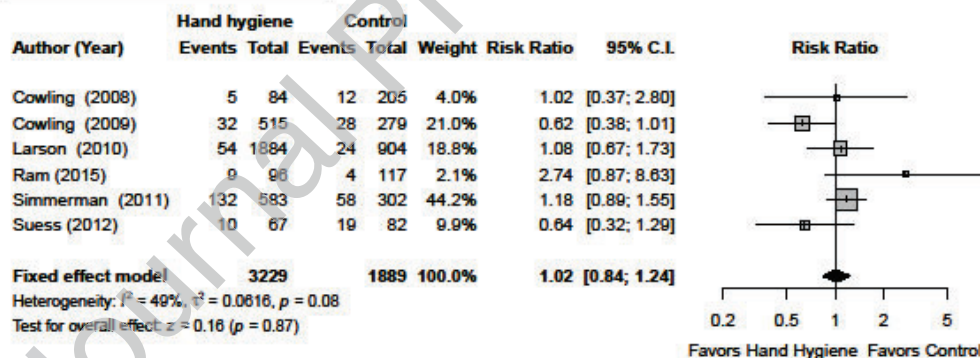 Hand hygiene Control
Author (Year) Events Total Events Total Weight Risk Ratio 95% C.I. Risk Ratio
Cowling (2008) 5 84 12 205 4.0% 1.02 [0.37; 2.80]
Cowling (2009) 32 515 28 279 21.0% 0.62 [0.38; 1.01]
Larson (2010) 54 1884 24 904 18.8% 1.08 [0.67; 1.73]
Ram (2015) 9 96 4 117 2.1% 2.74 [0.87; 8.63]
Simmerman (2011) 132 583 58 302 44.2% 1.18 [0.89; 1.55]
Suess (2012) 10 67 19 82 9.9% 0.64 [0.32; 1.29]
Fixed effect model 3229 1889 100.0% 1.02 [0.84; 1.24]
Heterogeneity: I² = 49%, τ² = 0.0616, p = 0.08
Test for overall effect: z = 0.16 (p = 0.87)
0.2 0.5 1 2 5
Favors Hand Hygiene Favors Control
Journal Pr